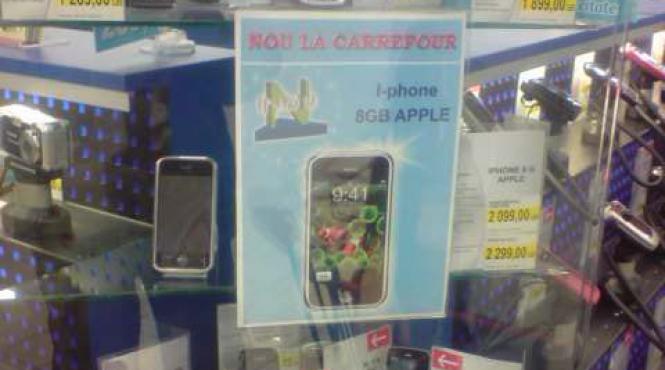 1 899,00
NOU LA CARREFOUR
I-phone
8GB APPLE
9:41
IPHONE 8 G
APPLE
2 099,00
2 299,00